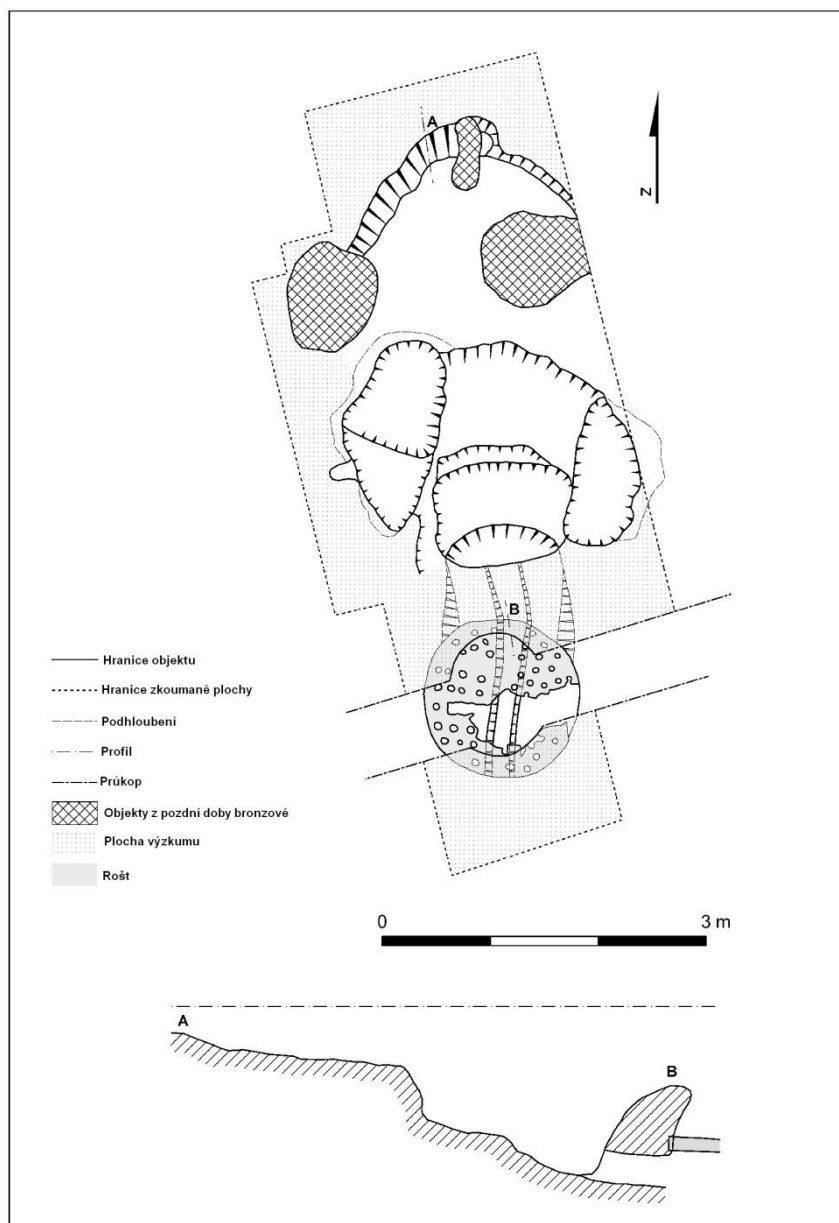 A
Z
B
Hranice objektu
Hranice zkoumané plochy
Podhloubení
Profil
Průkop
Objekty z pozdní doby bronzové
Plocha výzkumu
Rošt
0 3 m
A
B